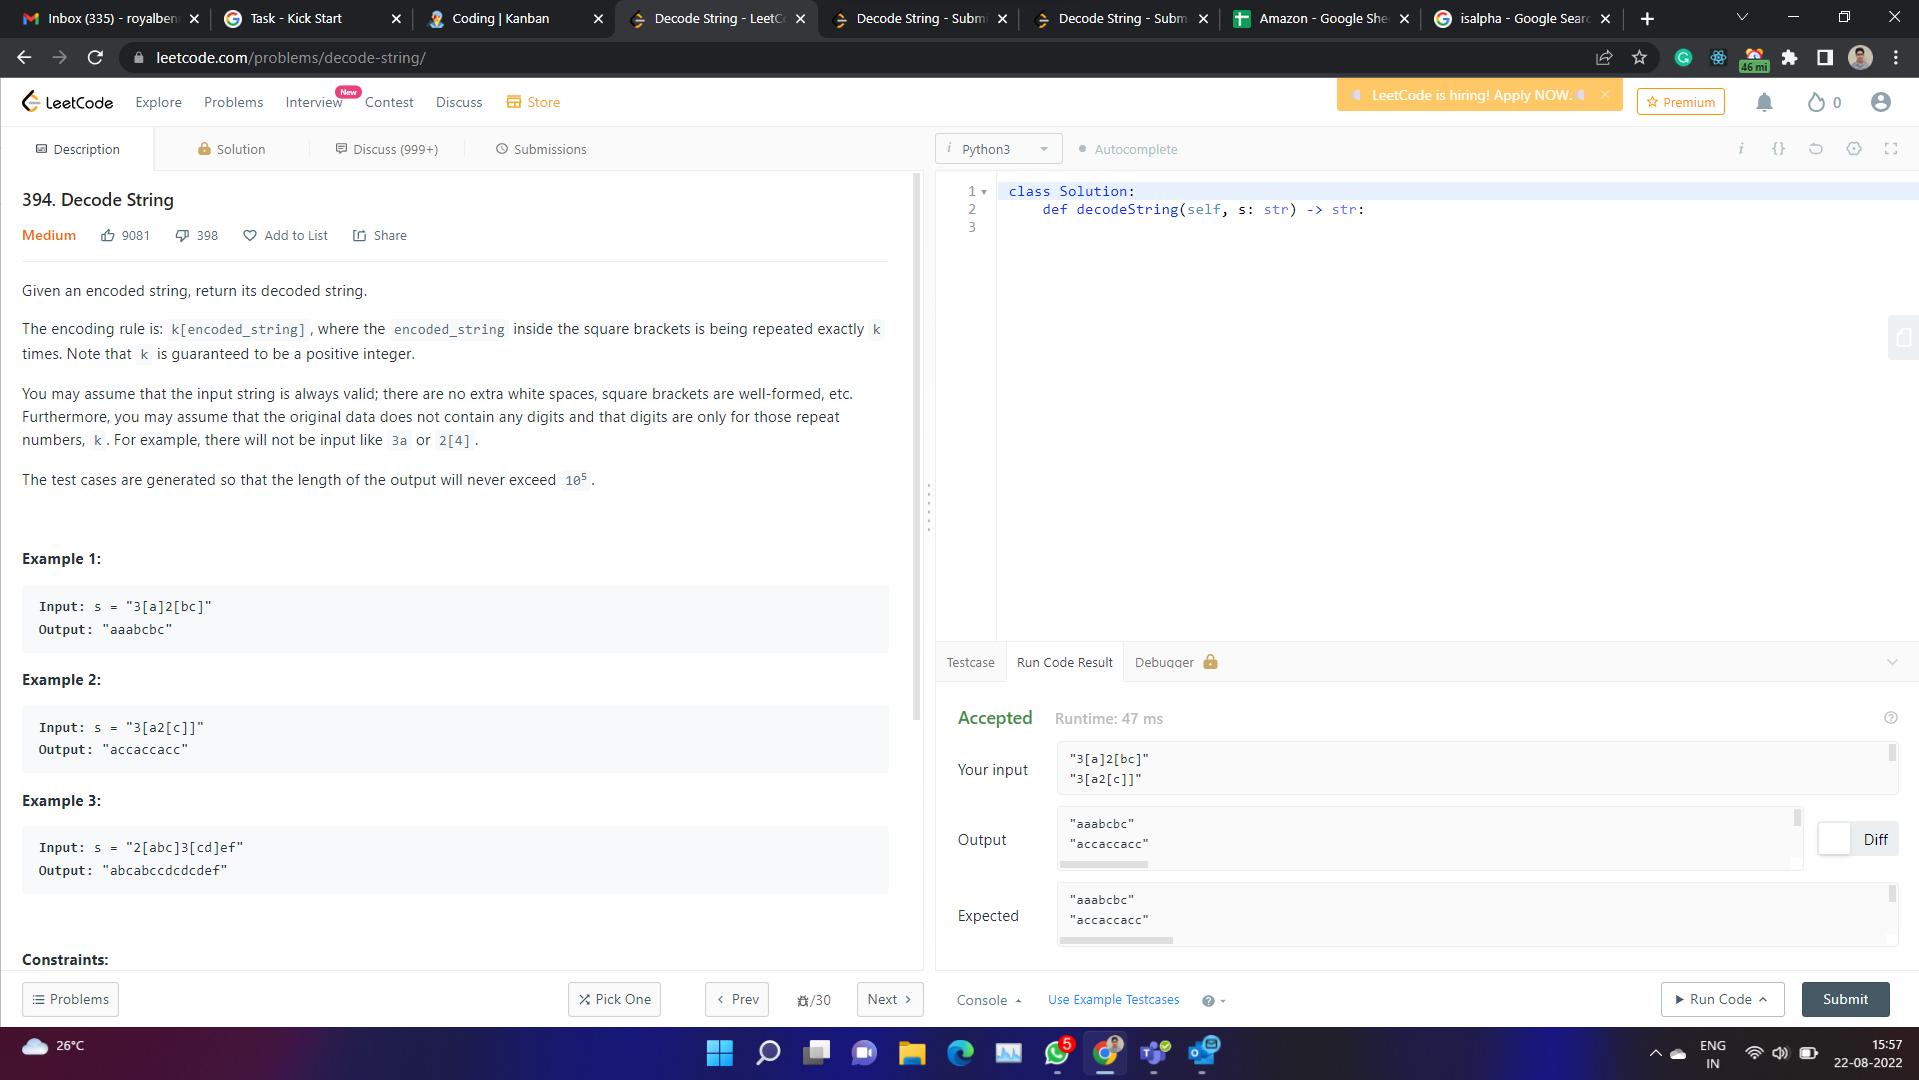 Inbox (335) - royalben
Task - Kick Start
Coding | Kanban
Decode String - LeetCo
Decode String - Submi
Decode String - Subm
Amazon - Google She
isalpha - Google Searc
leetcode.com/problems/decode-string/
46 mi
LeetCode
Explore
Problems
Interview
New
Contest
Discuss
Store
LeetCode is hiring! Apply NOW.
Premium
0
Description
Solution
Discuss (999+)
Submissions
Python3
Autocomplete
394. Decode String
Medium
9081
398
Add to List
Share
Given an encoded string, return its decoded string.
The encoding rule is: k[encoded_string], where the encoded_string inside the square brackets is being repeated exactly k
times. Note that k is guaranteed to be a positive integer.
You may assume that the input string is always valid; there are no extra white spaces, square brackets are well-formed, etc.
Furthermore, you may assume that the original data does not contain any digits and that digits are only for those repeat
numbers, k. For example, there will not be input like 3a or 2[4].
The test cases are generated so that the length of the output will never exceed 10⁵.
Example 1:
Input: s = "3[a]2[bc]"
Output: "aaabcbc"
Example 2:
Input: s = "3[a2[c]]"
Output: "accaccacc"
Example 3:
Input: s = "2[abc]3[cd]ef"
Output: "abcabccdcdcdef"
Constraints:
Problems
Pick One
Prev
/30
Next
1 class Solution:
2 def decodeString(self, s: str) -> str:
3
Testcase
Run Code Result
Debugger
Accepted
Runtime: 47 ms
Your input
"3[a]2[bc]"
"3[a2[c]]"
Output
"aaabcbc"
"accaccacc"
Diff
Expected
"aaabcbc"
"accaccacc"
Console
Use Example Testcases
Run Code
Submit
26°C
5
ENG
IN
15:57
22-08-2022